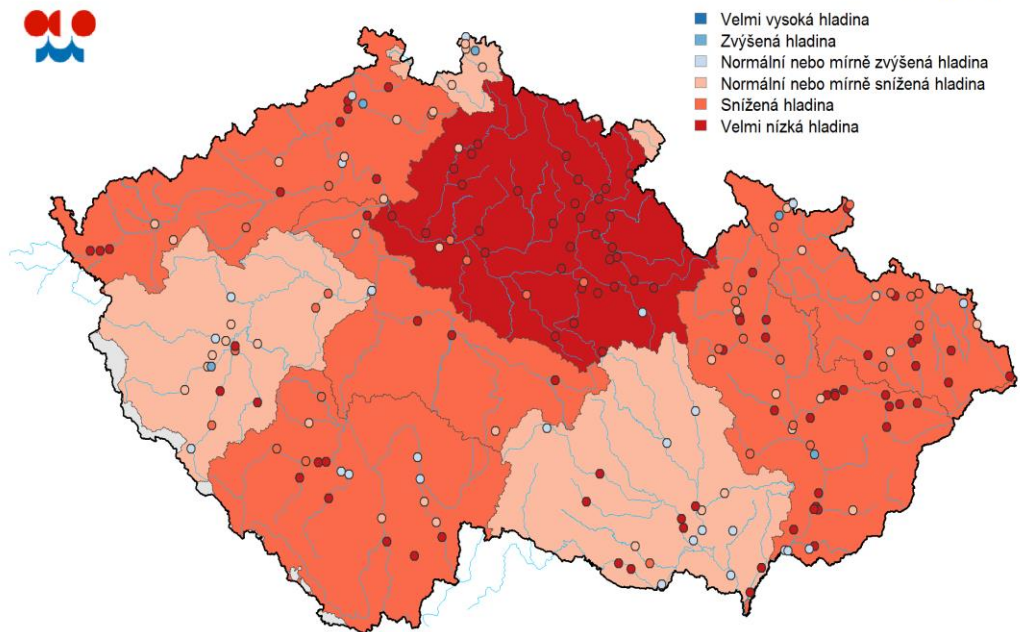 Velmi vysoká hladina
Zvýšená hladina
Normální nebo mírně zvýšená hladina
Normální nebo mírně snížená hladina
Snížená hladina
Velmi nízká hladina